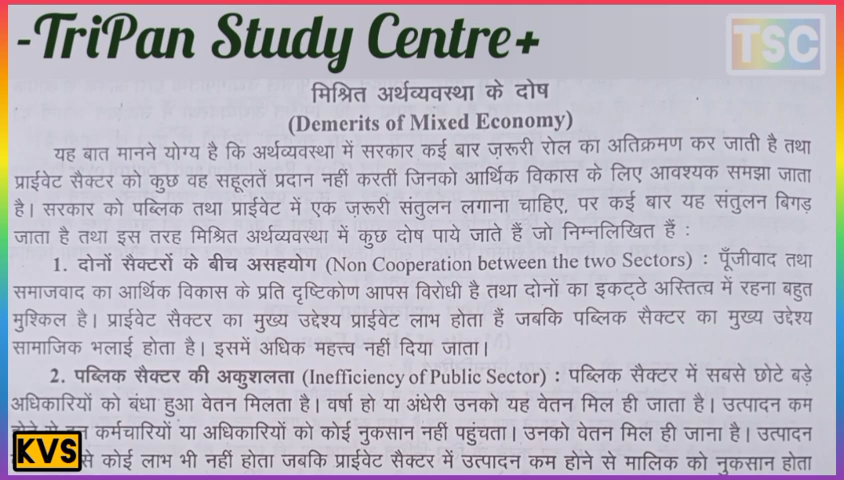 -TriPan Study Centre+
TSC
मिश्रित अर्थव्यवस्था के दोष
(Demerits of Mixed Economy)
यह बात मानने योग्य है कि अर्थव्यवस्था में सरकार कई बार ज़रूरी रोल का अतिक्रमण कर जाती है तथा
प्राईवेट सैक्टर को कुछ वह सहूलतें प्रदान नहीं करतीं जिनको आर्थिक विकास के लिए आवश्यक समझा जाता
है। सरकार को पब्लिक तथा प्राईवेट में एक ज़रूरी संतुलन लगाना चाहिए, पर कई बार यह संतुलन बिगड़
जाता है तथा इस तरह मिश्रित अर्थव्यवस्था में कुछ दोष पाये जाते हैं जो निम्नलिखित हैं :
1. दोनों सैक्टरों के बीच असहयोग (Non Cooperation between the two Sectors) : पूँजीवाद तथा
समाजवाद का आर्थिक विकास के प्रति दृष्टिकोण आपस विरोधी है तथा दोनों का इकट्ठे अस्तित्व में रहना बहुत
मुश्किल है। प्राईवेट सैक्टर का मुख्य उद्देश्य प्राईवेट लाभ होता हैं जबकि पब्लिक सैक्टर का मुख्य उद्देश्य
सामाजिक भलाई होता है। इसमें अधिक महत्त्व नहीं दिया जाता।
2. पब्लिक सैक्टर की अकुशलता (Inefficiency of Public Sector) : पब्लिक सैक्टर में सबसे छोटे बड़े
अधिकारियों को बंधा हुआ वेतन मिलता है। वर्षा हो या अंधेरी उनको यह वेतन मिल ही जाता है। उत्पादन कम
कर्मचारियों या अधिकारियों को कोई नुकसान नहीं पहुंचता। उनको वेतन मिल ही जाना है। उत्पादन
KVS से कोई लाभ भी नहीं होता जबकि प्राईवेट सैक्टर में उत्पादन कम होने से मालिक को नुकसान होता